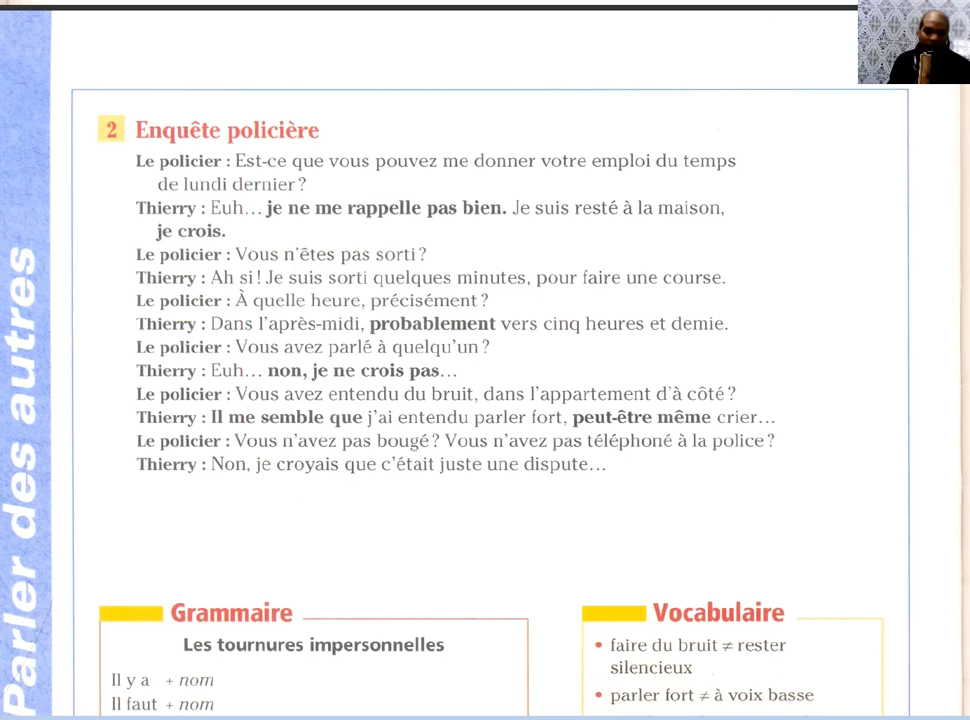 Parler des autres
2 Enquête policière
Le policier : Est-ce que vous pouvez me donner votre emploi du temps
de lundi dernier ?
Thierry : Euh… je ne me rappelle pas bien. Je suis resté à la maison,
je crois.
Le policier : Vous n'êtes pas sorti ?
Thierry : Ah si ! Je suis sorti quelques minutes, pour faire une course.
Le policier : À quelle heure, précisément ?
Thierry : Dans l'après-midi, probablement vers cinq heures et demie.
Le policier : Vous avez parlé à quelqu'un ?
Thierry : Euh… non, je ne crois pas…
Le policier : Vous avez entendu du bruit, dans l'appartement d'à côté ?
Thierry : Il me semble que j'ai entendu parler fort, peut-être même crier…
Le policier : Vous n'avez pas bougé ? Vous n'avez pas téléphoné à la police ?
Thierry : Non, je croyais que c'était juste une dispute…
Grammaire
Les tournures impersonnelles
Il y a + nom
Il faut + nom
Vocabulaire
• faire du bruit ≠ rester
silencieux
• parler fort ≠ à voix basse